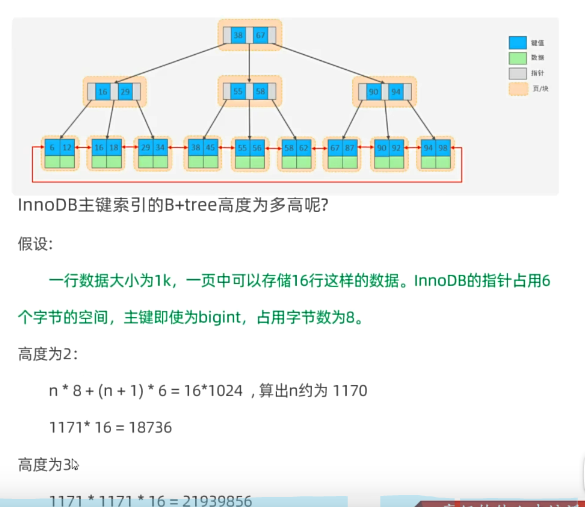 38 67
键值
数据
指针
页/块
16 29
55 58
90 94
6 12 16 18 29 34 38 45 55 56 58 62 67 87 90 92 94 98
InnoDB主键索引的B+tree高度为多高呢?
假设:
一行数据大小为1k，一页中可以存储16行这样的数据。InnoDB的指针占用6
个字节的空间，主键即使为bigint，占用字节数为8。
高度为2：
n * 8 + (n + 1) * 6 = 16*1024 , 算出n约为 1170
1171* 16 = 18736
高度为3
1171 * 1171 * 16 = 21939856